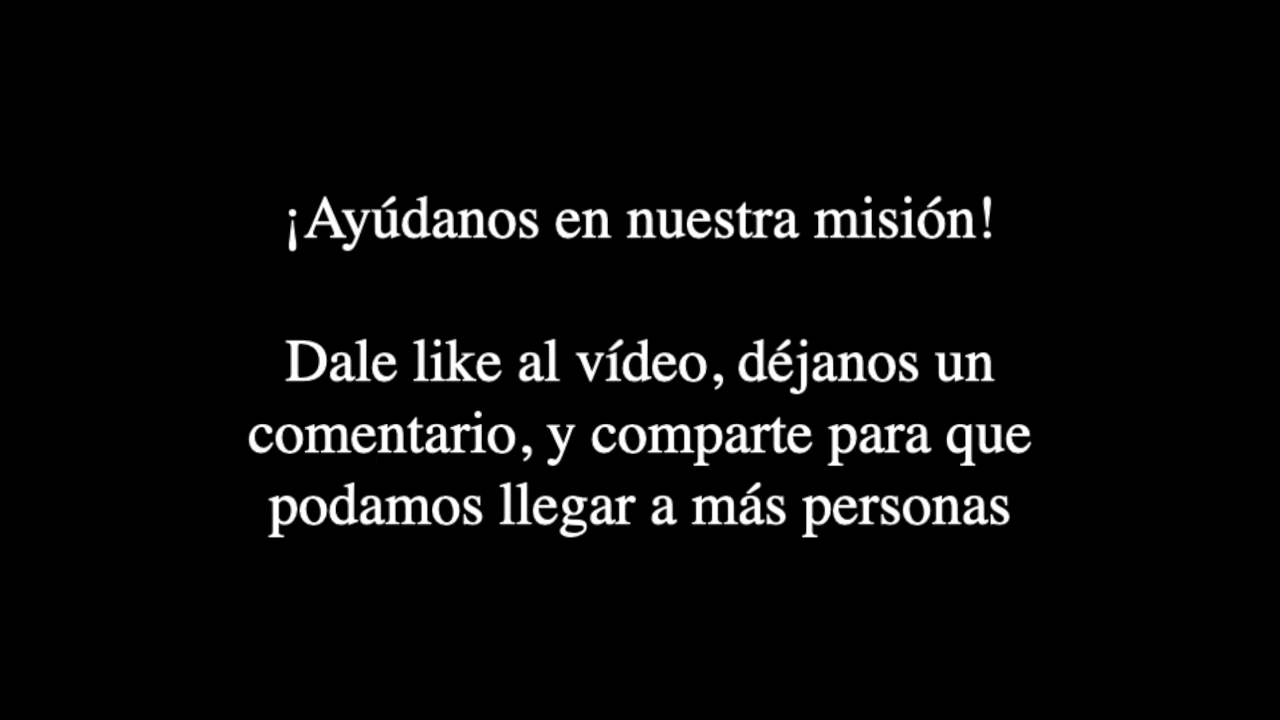 ¡Ayúdanos en nuestra misión!
Dale like al vídeo, déjanos un
comentario, y comparte para que
podamos llegar a más personas